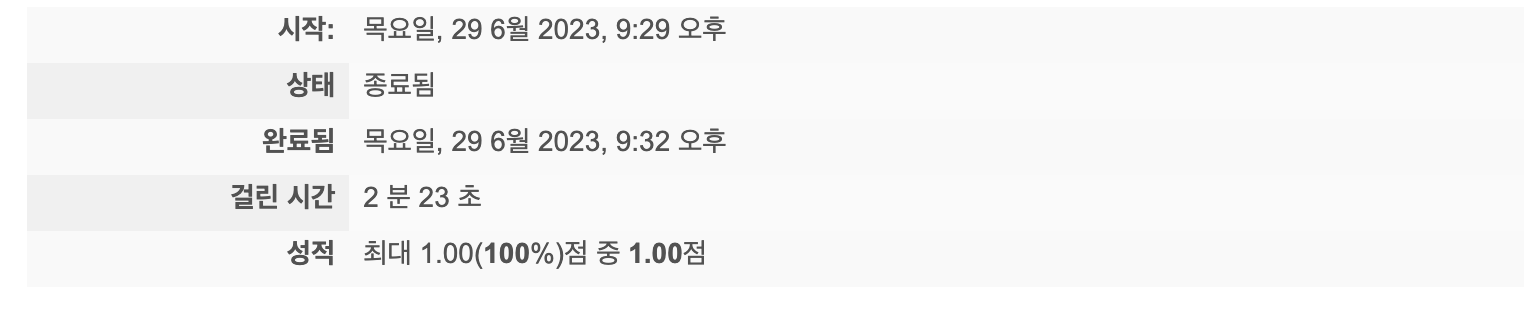 시작: 목요일, 29 6월 2023, 9:29 오후
상태 종료됨
완료됨 목요일, 29 6월 2023, 9:32 오후
걸린 시간 2 분 23 초
성적 최대 1.00(100%)점 중 1.00점